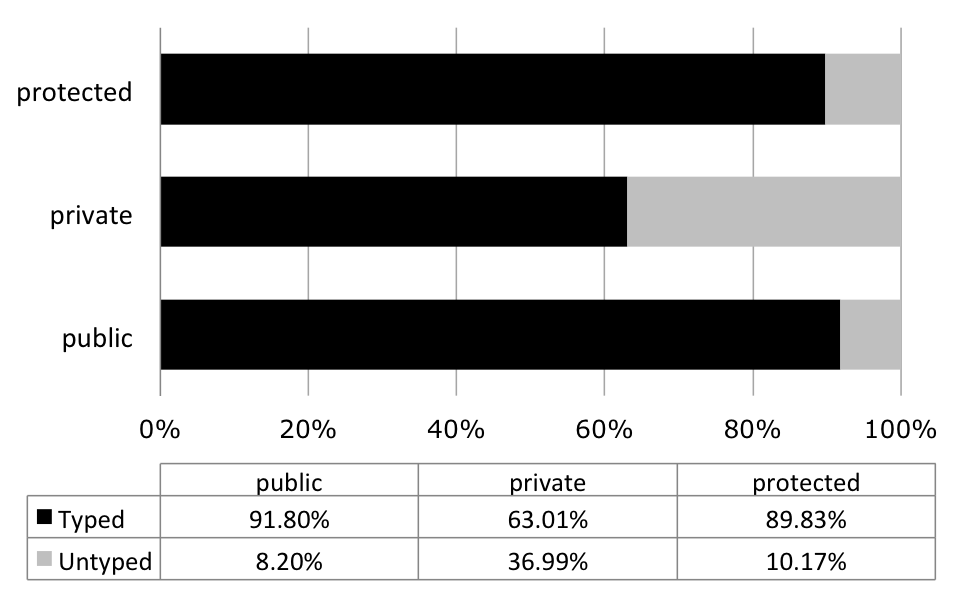 protected
private
public
0% 20% 40% 60% 80% 100%
public private protected
Typed 91.80% 63.01% 89.83%
Untyped 8.20% 36.99% 10.17%